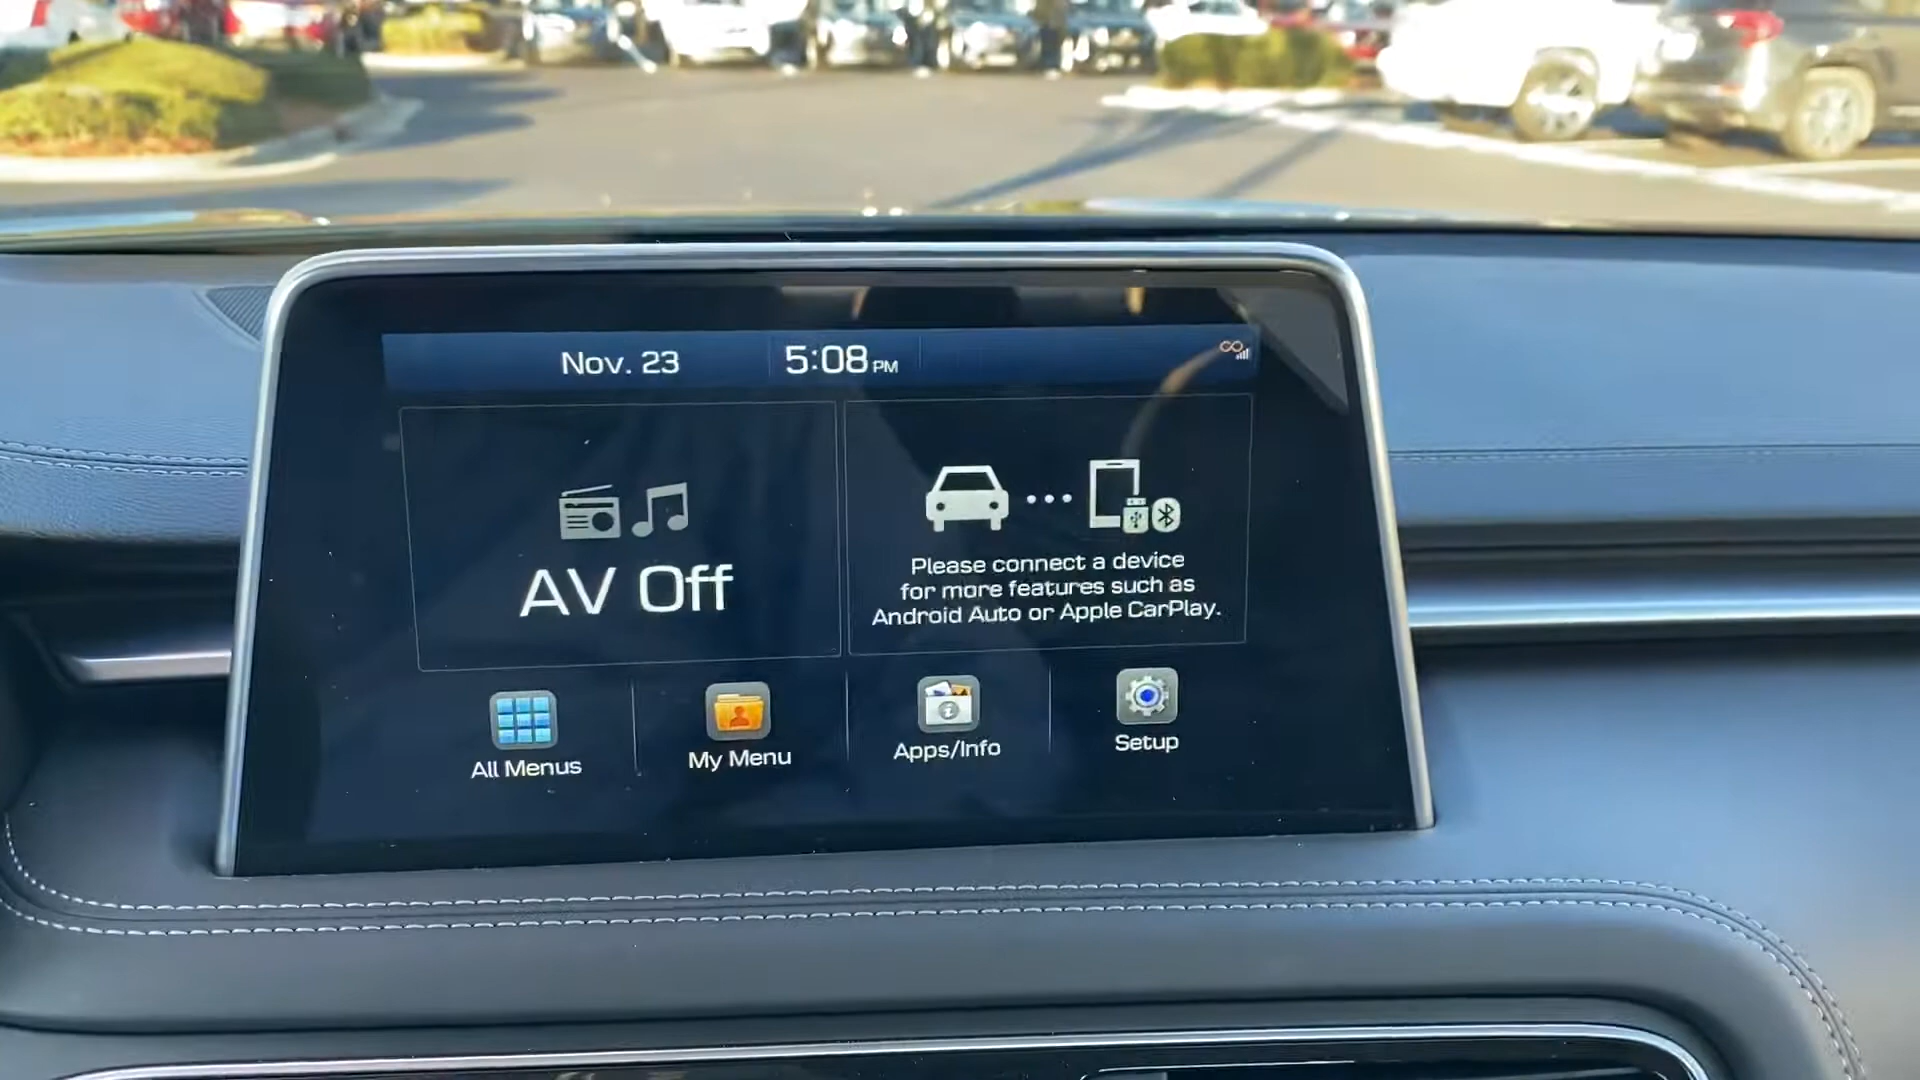 Nov. 23
5:08 PM
AV Off
Please connect a device
for more features such as
Android Auto or Apple CarPlay.
All Menus
My Menu
Apps/Info
Setup